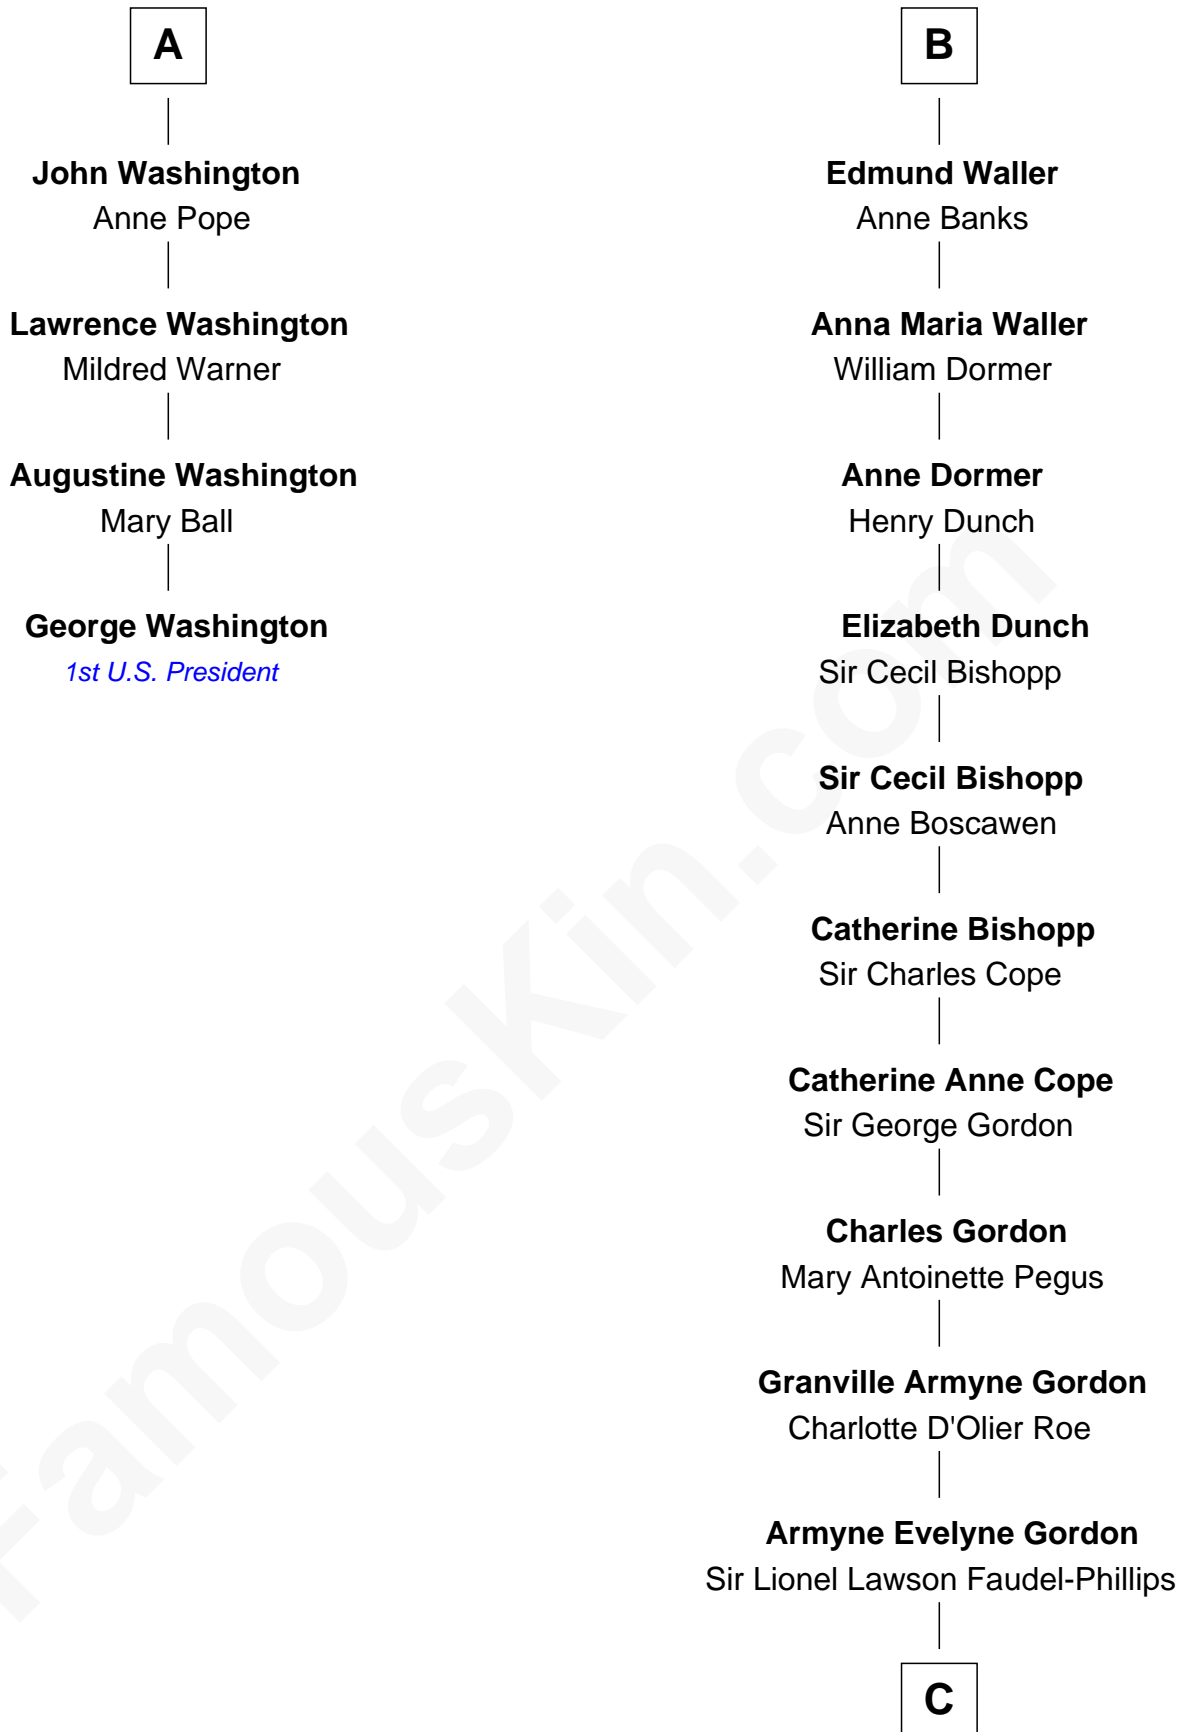 A
John Washington
Anne Pope
Lawrence Washington
Mildred Warner
Augustine Washington
Mary Ball
George Washington
1st U.S. President
B
Edmund Waller
Anne Banks
Anna Maria Waller
William Dormer
Anne Dormer
Henry Dunch
Elizabeth Dunch
Sir Cecil Bishopp
Sir Cecil Bishopp
Anne Boscawen
Catherine Bishopp
Sir Charles Cope
Catherine Anne Cope
Sir George Gordon
Charles Gordon
Mary Antoinette Pegus
Granville Armyne Gordon
Charlotte D'Olier Roe
Armyne Evelyne Gordon
Sir Lionel Lawson Faudel-Phillips
C
FamousKin.com